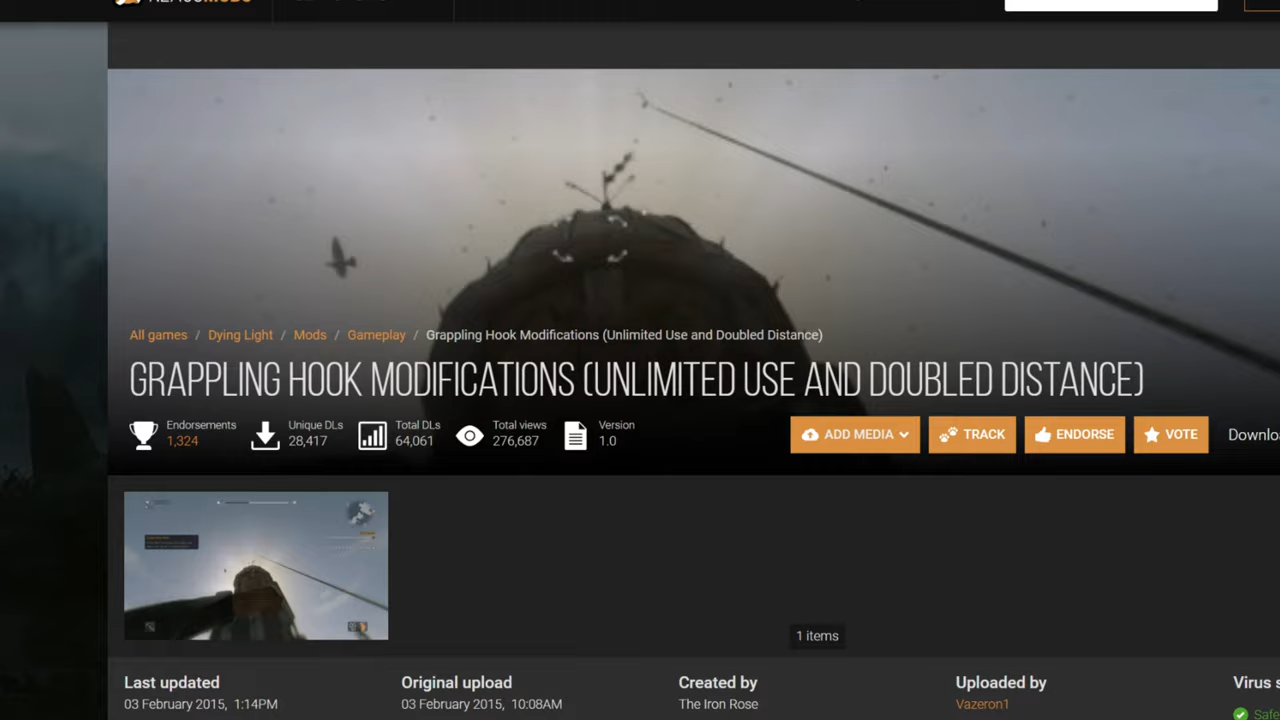 All games / Dying Light / Mods / Gameplay / Grappling Hook Modifications (Unlimited Use and Doubled Distance)
GRAPPLING HOOK MODIFICATIONS (UNLIMITED USE AND DOUBLED DISTANCE)
Endorsements Unique DLs Total DLs Total views Version
1,324 28,417 64,061 276,687 1.0
ADD MEDIA TRACK ENDORSE VOTE Downlo
1 items
Last updated Original upload Created by Uploaded by Virus s
03 February 2015, 1:14PM 03 February 2015, 10:08AM The Iron Rose Vazeron1 Safe